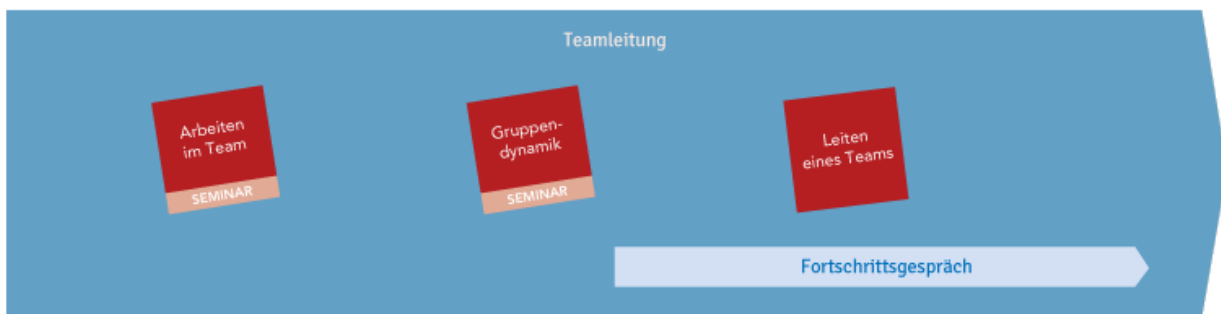 Teamleitung
Arbeiten
im Team
SEMINAR
Gruppen-
dynamik
SEMINAR
Leiten
eines Teams
Fortschrittsgespräch